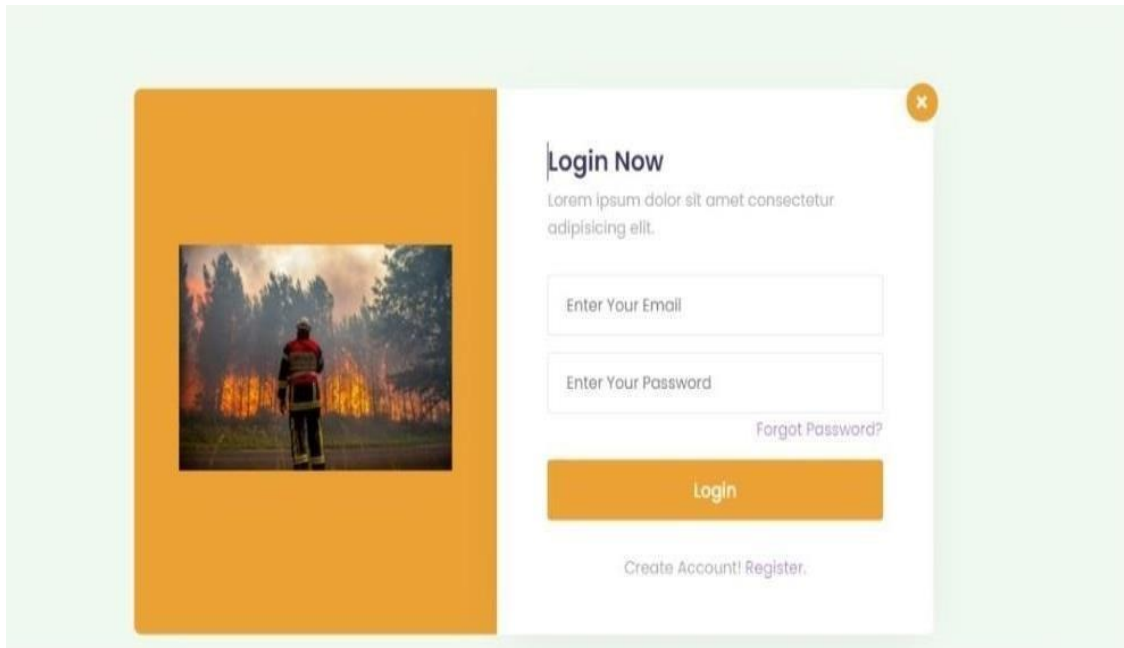 ×
Login Now
Lorem ipsum dolor sit amet consectetur
adipisicing elit.
Enter Your Email
Enter Your Password
Forgot Password?
Login
Create Account! Register.